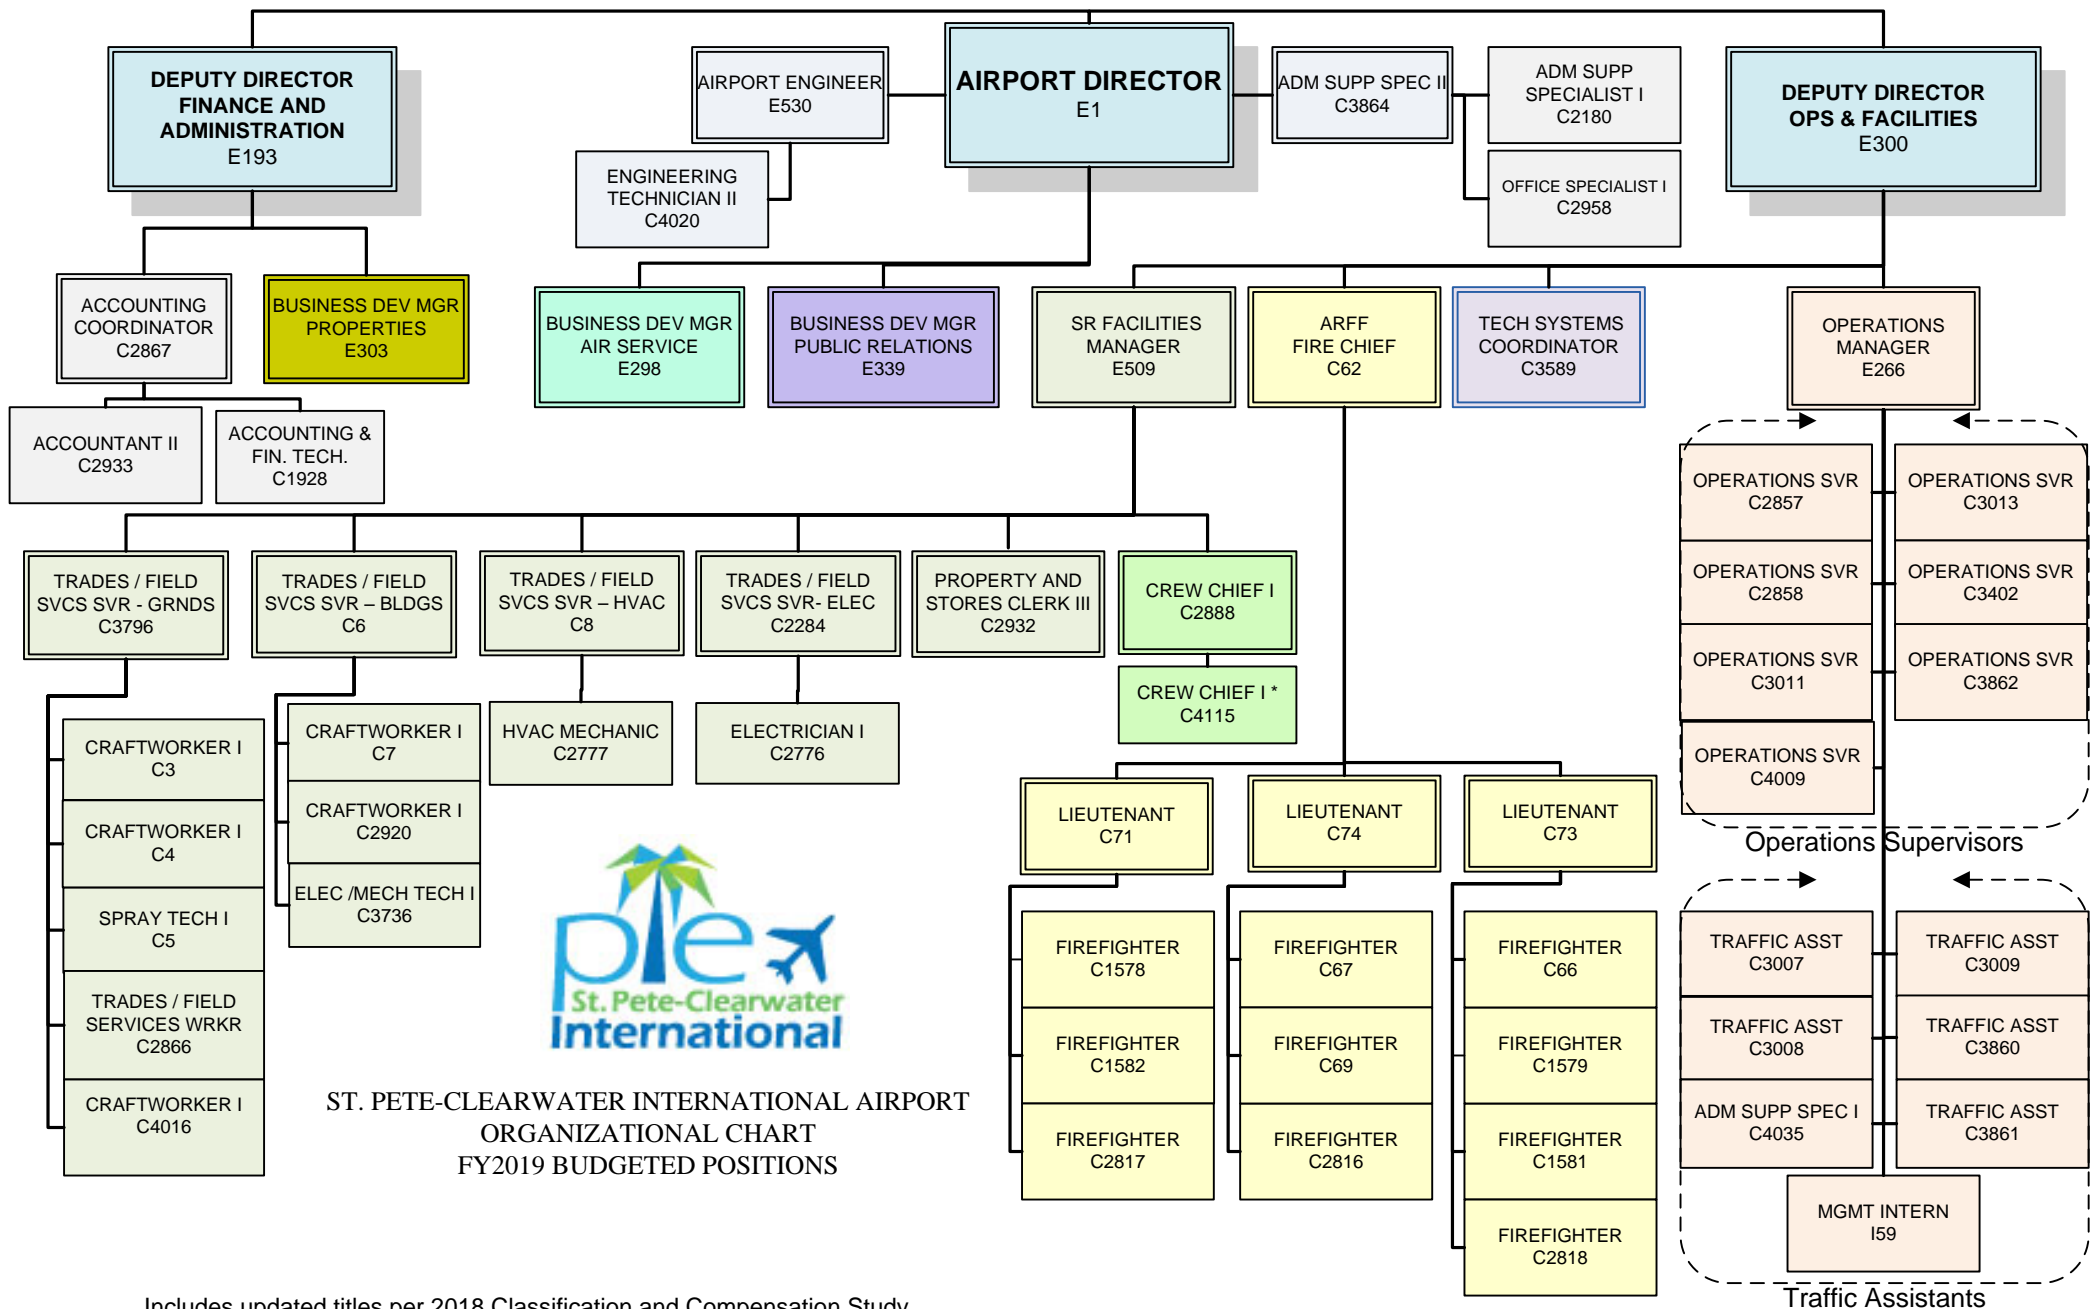 DEPUTY DIRECTOR
FINANCE AND
ADMINISTRATION
E193
AIRPORT ENGINEER
E530
ENGINEERING
TECHNICIAN II
C4020
AIRPORT DIRECTOR
E1
ADM SUPP SPEC II
C3864
ADM SUPP
SPECIALIST I
C2180
OFFICE SPECIALIST I
C2958
DEPUTY DIRECTOR
OPS & FACILITIES
E300
ACCOUNTING
COORDINATOR
C2867
BUSINESS DEV MGR
PROPERTIES
E303
BUSINESS DEV MGR
AIR SERVICE
E298
BUSINESS DEV MGR
PUBLIC RELATIONS
E339
SR FACILITIES
MANAGER
E509
ARFF
FIRE CHIEF
C62
TECH SYSTEMS
COORDINATOR
C3589
OPERATIONS
MANAGER
E266
ACCOUNTANT II
C2933
ACCOUNTING &
FIN. TECH.
C1928
OPERATIONS SVR
C2857
OPERATIONS SVR
C3013
OPERATIONS SVR
C2858
OPERATIONS SVR
C3402
OPERATIONS SVR
C3011
OPERATIONS SVR
C3862
OPERATIONS SVR
C4009
Operations Supervisors
TRADES / FIELD
SVCS SVR - GRNDS
C3796
TRADES / FIELD
SVCS SVR – BLDGS
C6
TRADES / FIELD
SVCS SVR – HVAC
C8
TRADES / FIELD
SVCS SVR- ELEC
C2284
PROPERTY AND
STORES CLERK III
C2932
CREW CHIEF I
C2888
CREW CHIEF I *
C4115
CRAFTWORKER I
C3
CRAFTWORKER I
C4
SPRAY TECH I
C5
TRADES / FIELD
SERVICES WRKR
C2866
CRAFTWORKER I
C4016
CRAFTWORKER I
C7
CRAFTWORKER I
C2920
ELEC /MECH TECH I
C3736
HVAC MECHANIC
C2777
ELECTRICIAN I
C2776
LIEUTENANT
C71
LIEUTENANT
C74
LIEUTENANT
C73
FIREFIGHTER
C1578
FIREFIGHTER
C1582
FIREFIGHTER
C2817
FIREFIGHTER
C67
FIREFIGHTER
C69
FIREFIGHTER
C2816
FIREFIGHTER
C66
FIREFIGHTER
C1579
FIREFIGHTER
C1581
FIREFIGHTER
C2818
TRAFFIC ASST
C3007
TRAFFIC ASST
C3009
TRAFFIC ASST
C3008
TRAFFIC ASST
C3860
ADM SUPP SPEC I
C4035
TRAFFIC ASST
C3861
MGMT INTERN
I59
Traffic Assistants
pie
St. Pete-Clearwater
International
ST. PETE-CLEARWATER INTERNATIONAL AIRPORT
ORGANIZATIONAL CHART
FY2019 BUDGETED POSITIONS
Includes updated titles per 2018 Classification and Compensation Study